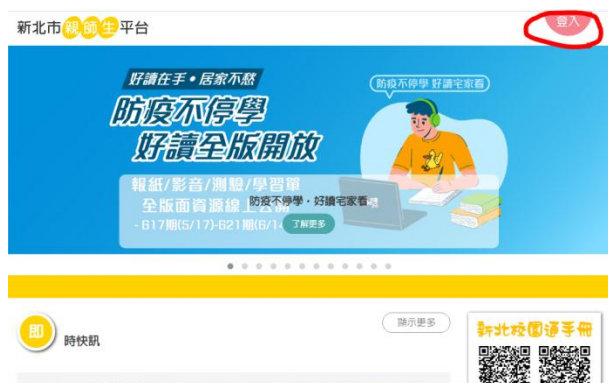 新北市親師生平台
登入
好讀在手•居家不愁
防疫不停學 好讀宅家看
防疫不停學
好讀全版開放
報紙/影音/測驗/學習單
全版面資源線上公開
防疫不停學・好讀宅家看
-617期(5/17)-621期(6/1
了解更多
即
時快訊
顯示更多
新北校園通手冊